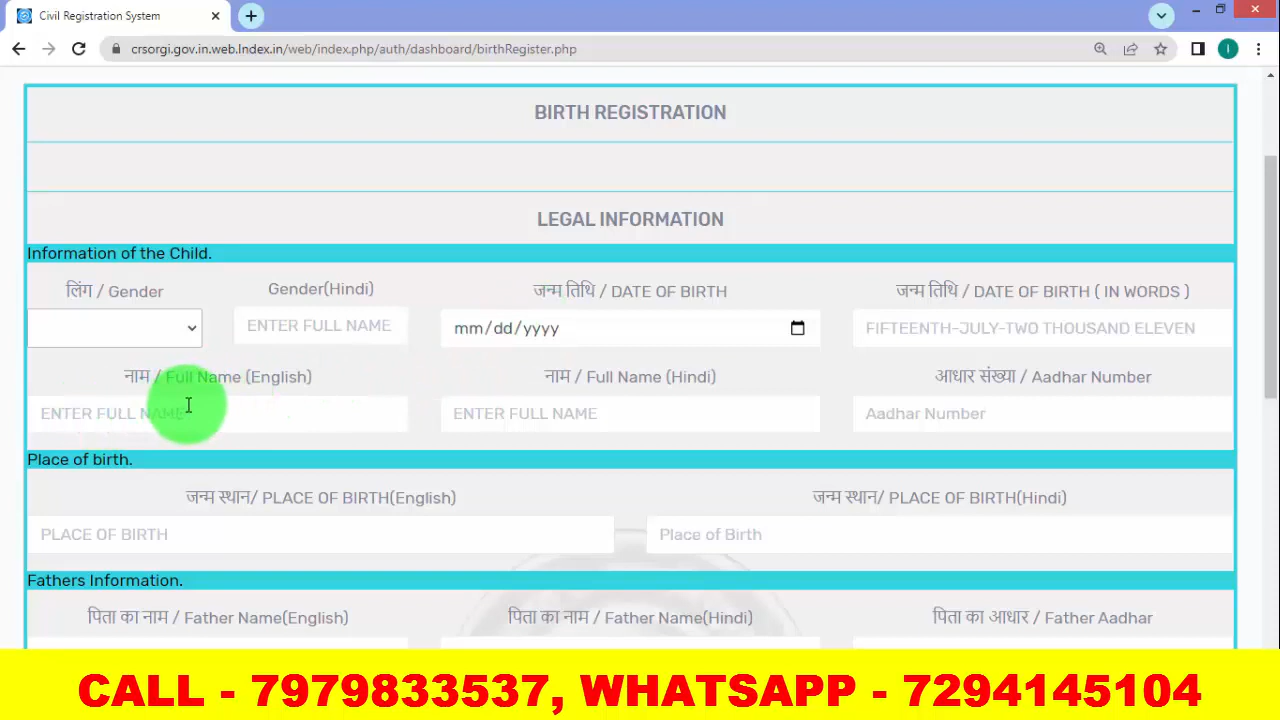 Civil Registration System
crsorgi.gov.in.web.Index.in/web/index.php/auth/dashboard/birthRegister.php
I
BIRTH REGISTRATION
LEGAL INFORMATION
Information of the Child.
लिंग / Gender Gender(Hindi) जन्म तिथि / DATE OF BIRTH जन्म तिथि / DATE OF BIRTH ( IN WORDS )
ENTER FULL NAME mm/dd/yyyy FIFTEENTH-JULY-TWO THOUSAND ELEVEN
नाम / Full Name (English) नाम / Full Name (Hindi) आधार संख्या / Aadhar Number
ENTER FULL NAME ENTER FULL NAME Aadhar Number
Place of birth.
जन्म स्थान/ PLACE OF BIRTH(English) जन्म स्थान/ PLACE OF BIRTH(Hindi)
PLACE OF BIRTH Place of Birth
Fathers Information.
पिता का नाम / Father Name(English) पिता का नाम / Father Name(Hindi) पिता का आधार / Father Aadhar
CALL - 7979833537, WHATSAPP - 7294145104